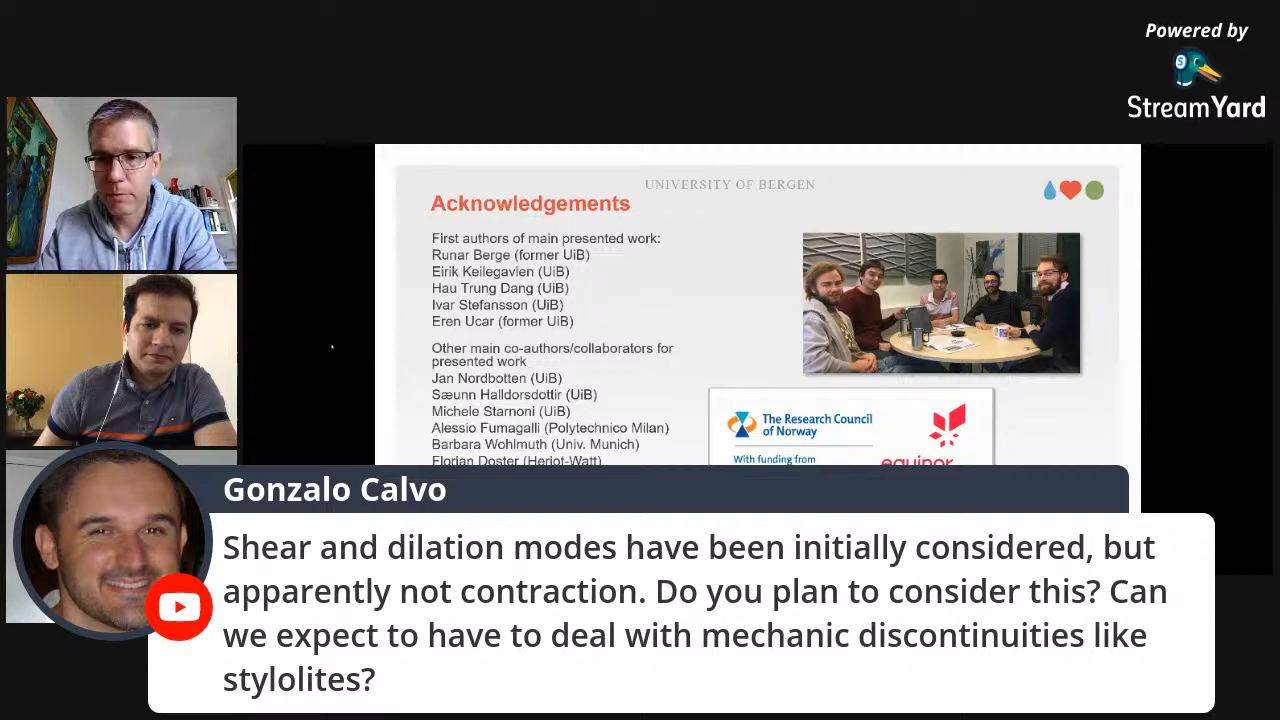 Powered by
StreamYard
UNIVERSITY OF BERGEN
Acknowledgements
First authors of main presented work:
Runar Berge (former UiB)
Eirik Keilegavlen (UiB)
Hau Trung Dang (UiB)
Ivar Stefansson (UiB)
Eren Ucar (former UiB)
Other main co-authors/collaborators for
presented work
Jan Nordbotten (UiB)
Sæunn Halldorsdottir (UiB)
Michele Starnoni (UiB)
Alessio Fumagalli (Polytechnico Milan)
Barbara Wohlmuth (Univ. Munich)
Florian Doster (Heriot-Watt)
The Research Council
of Norway
With funding from
equinor
Gonzalo Calvo
Shear and dilation modes have been initially considered, but
apparently not contraction. Do you plan to consider this? Can
we expect to have to deal with mechanic discontinuities like
stylolites?